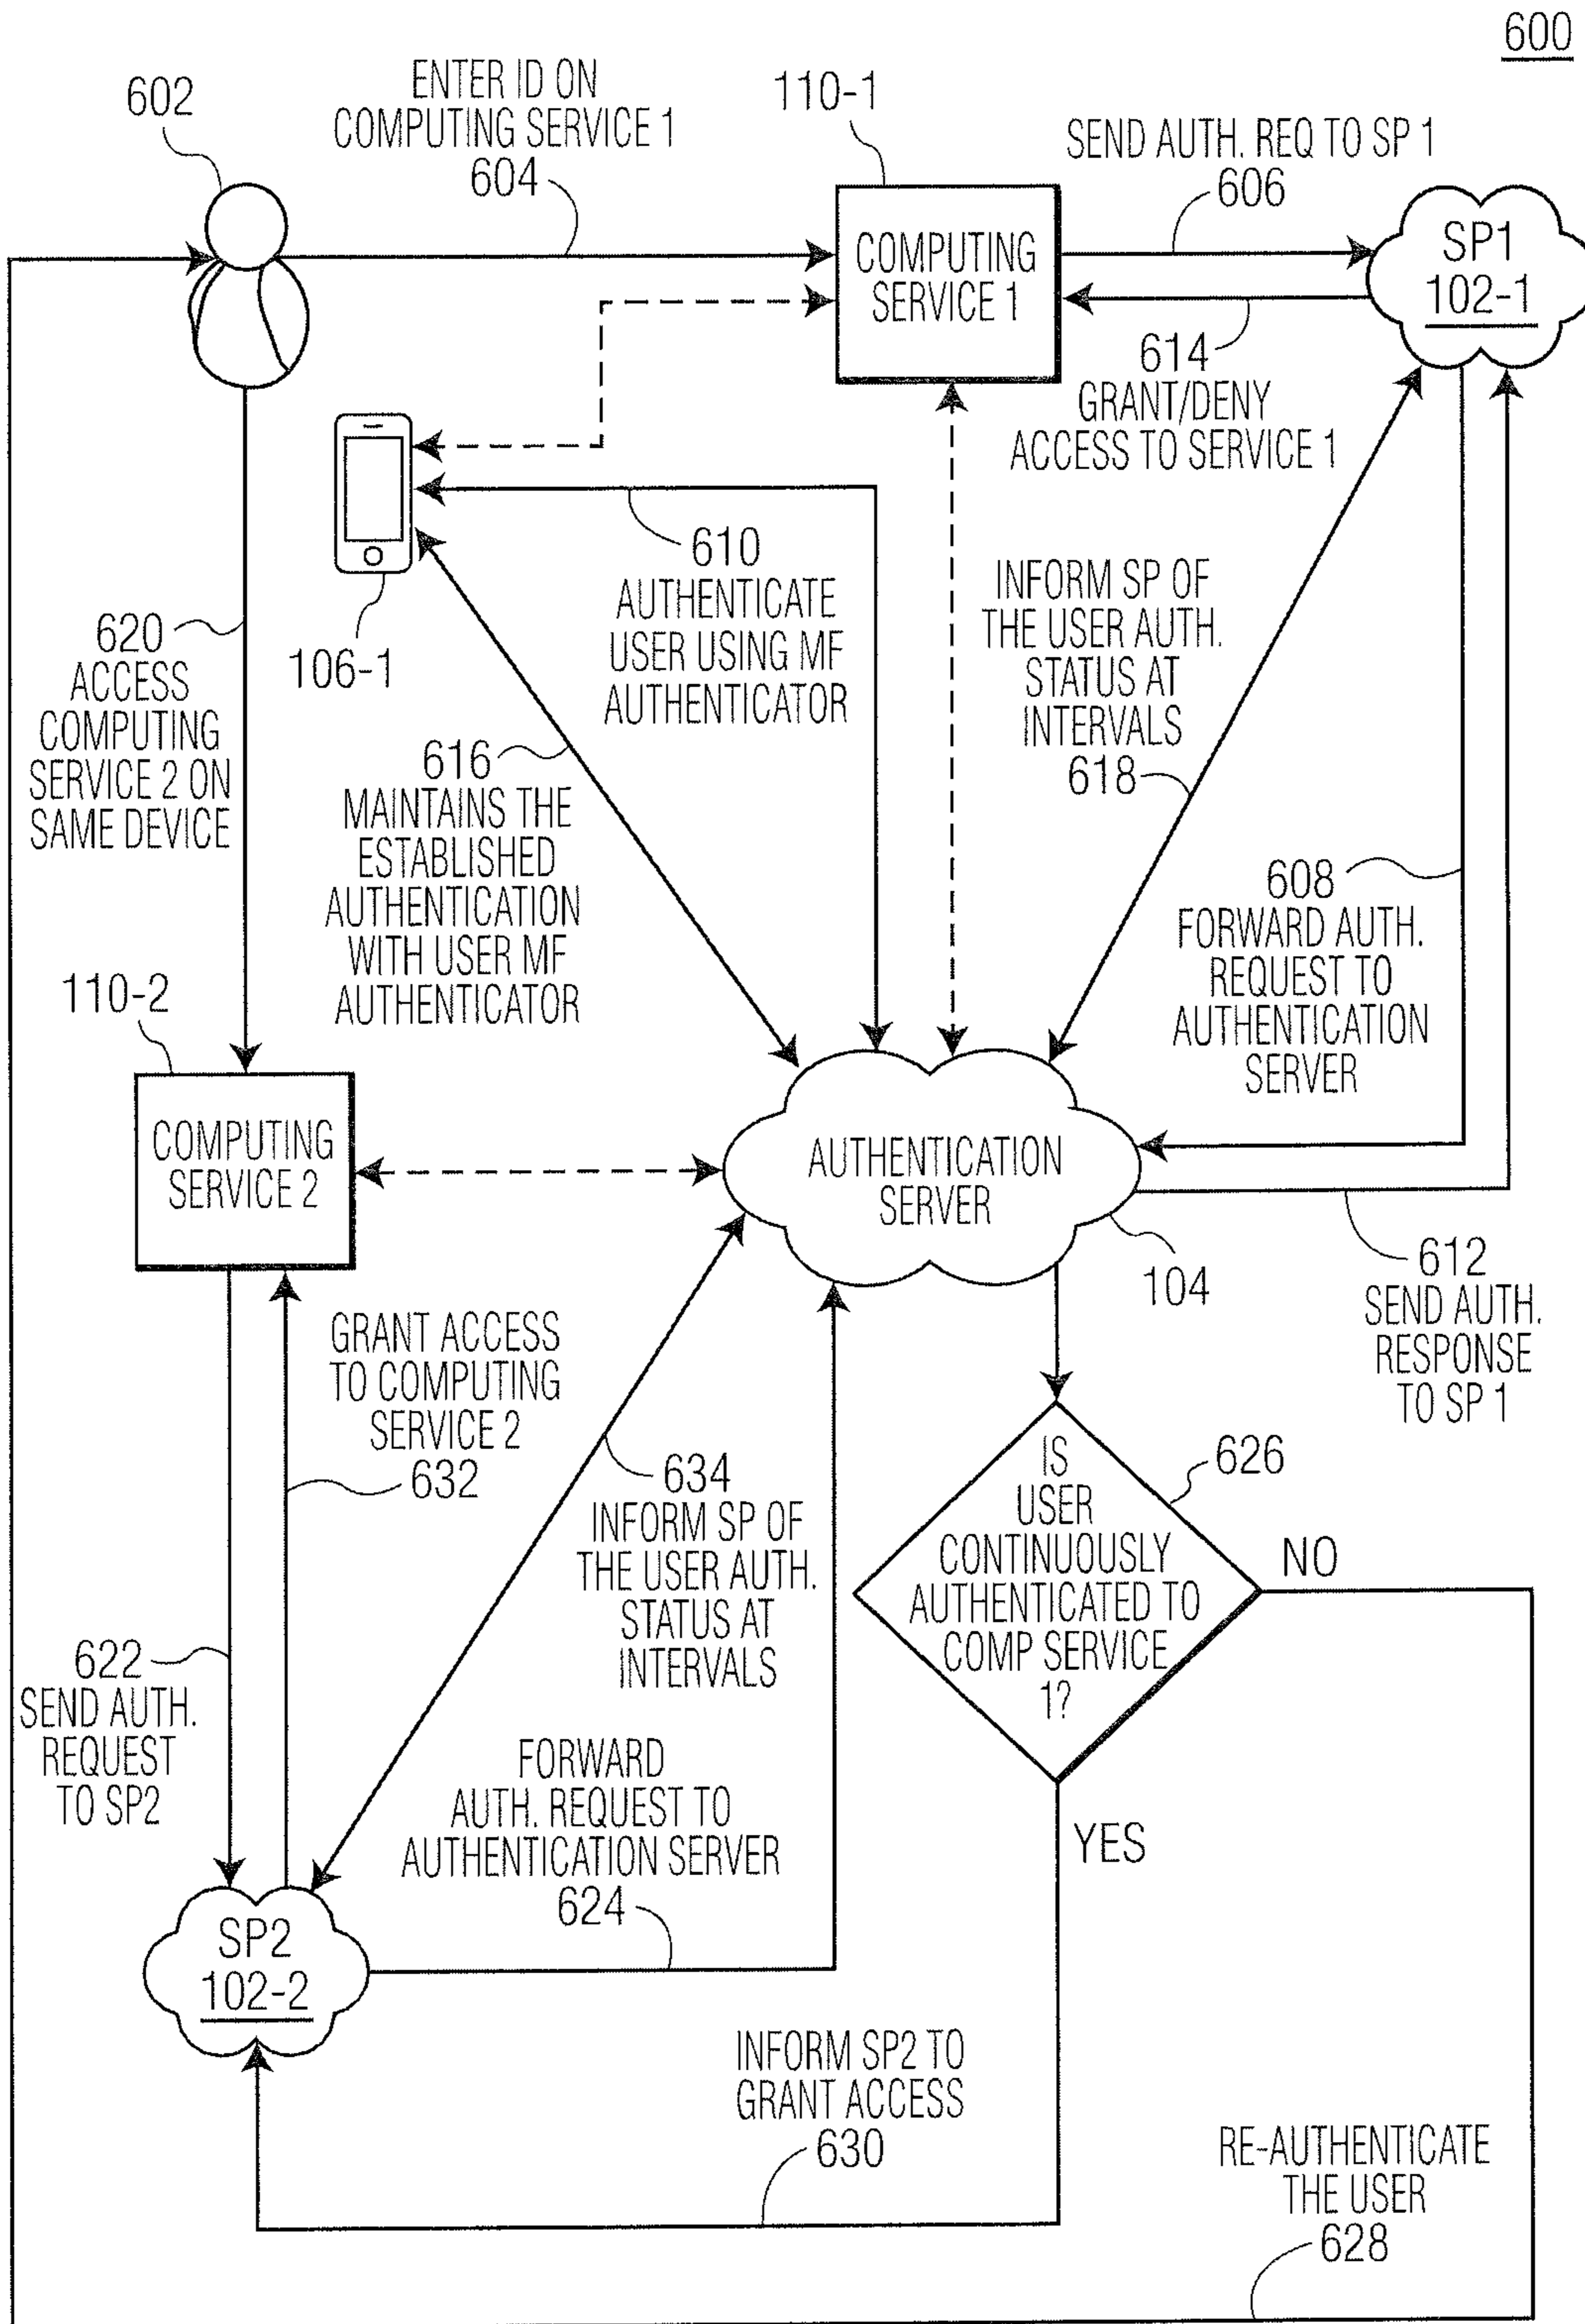 600
602
ENTER ID ON
COMPUTING SERVICE 1
604
110-1
SEND AUTH. REQ TO SP 1
606
COMPUTING
SERVICE 1
SP1
102-1
614
GRANT/DENY
ACCESS TO SERVICE 1
106-1
610
AUTHENTICATE
USER USING MF
AUTHENTICATOR
INFORM SP OF
THE USER AUTH.
STATUS AT
INTERVALS
618
620
ACCESS
COMPUTING
SERVICE 2 ON
SAME DEVICE
616
MAINTAINS THE
ESTABLISHED
AUTHENTICATION
WITH USER MF
AUTHENTICATOR
608
FORWARD AUTH.
REQUEST TO
AUTHENTICATION
SERVER
110-2
COMPUTING
SERVICE 2
AUTHENTICATION
SERVER
104
612
SEND AUTH.
RESPONSE
TO SP 1
GRANT ACCESS
TO COMPUTING
SERVICE 2
632
634
INFORM SP OF
THE USER AUTH.
STATUS AT
INTERVALS
IS
USER
CONTINUOUSLY
AUTHENTICATED TO
COMP SERVICE
1?
626
NO
YES
622
SEND AUTH.
REQUEST
TO SP2
FORWARD
AUTH. REQUEST TO
AUTHENTICATION SERVER
624
SP2
102-2
INFORM SP2 TO
GRANT ACCESS
630
RE-AUTHENTICATE
THE USER
628